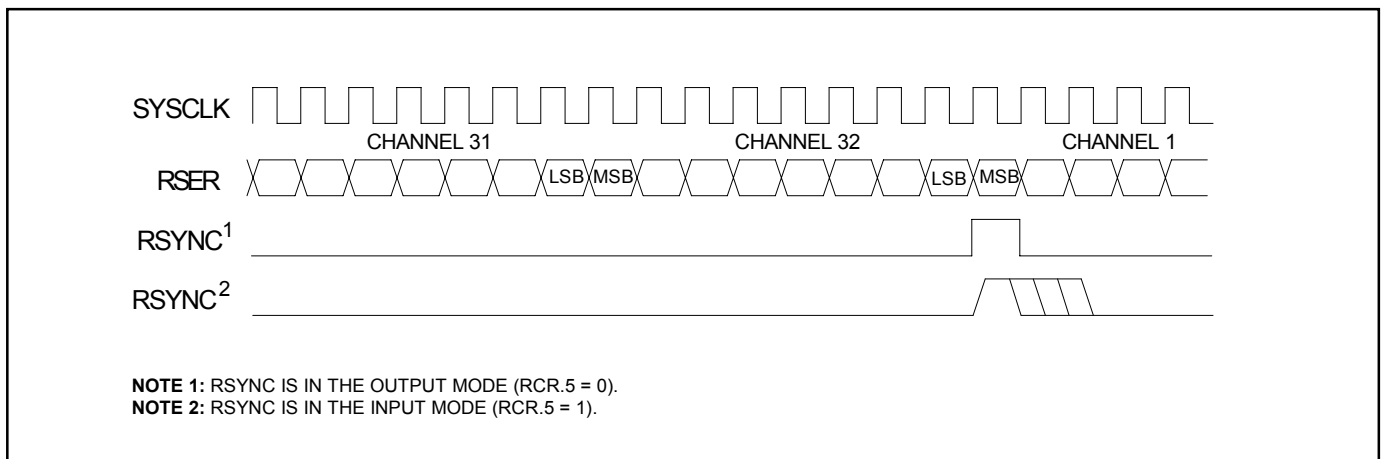 SYSCLK
CHANNEL 31 CHANNEL 32 CHANNEL 1
RSER LSB MSB LSB MSB
RSYNC1
RSYNC2
NOTE 1: RSYNC IS IN THE OUTPUT MODE (RCR.5 = 0).
NOTE 2: RSYNC IS IN THE INPUT MODE (RCR.5 = 1).